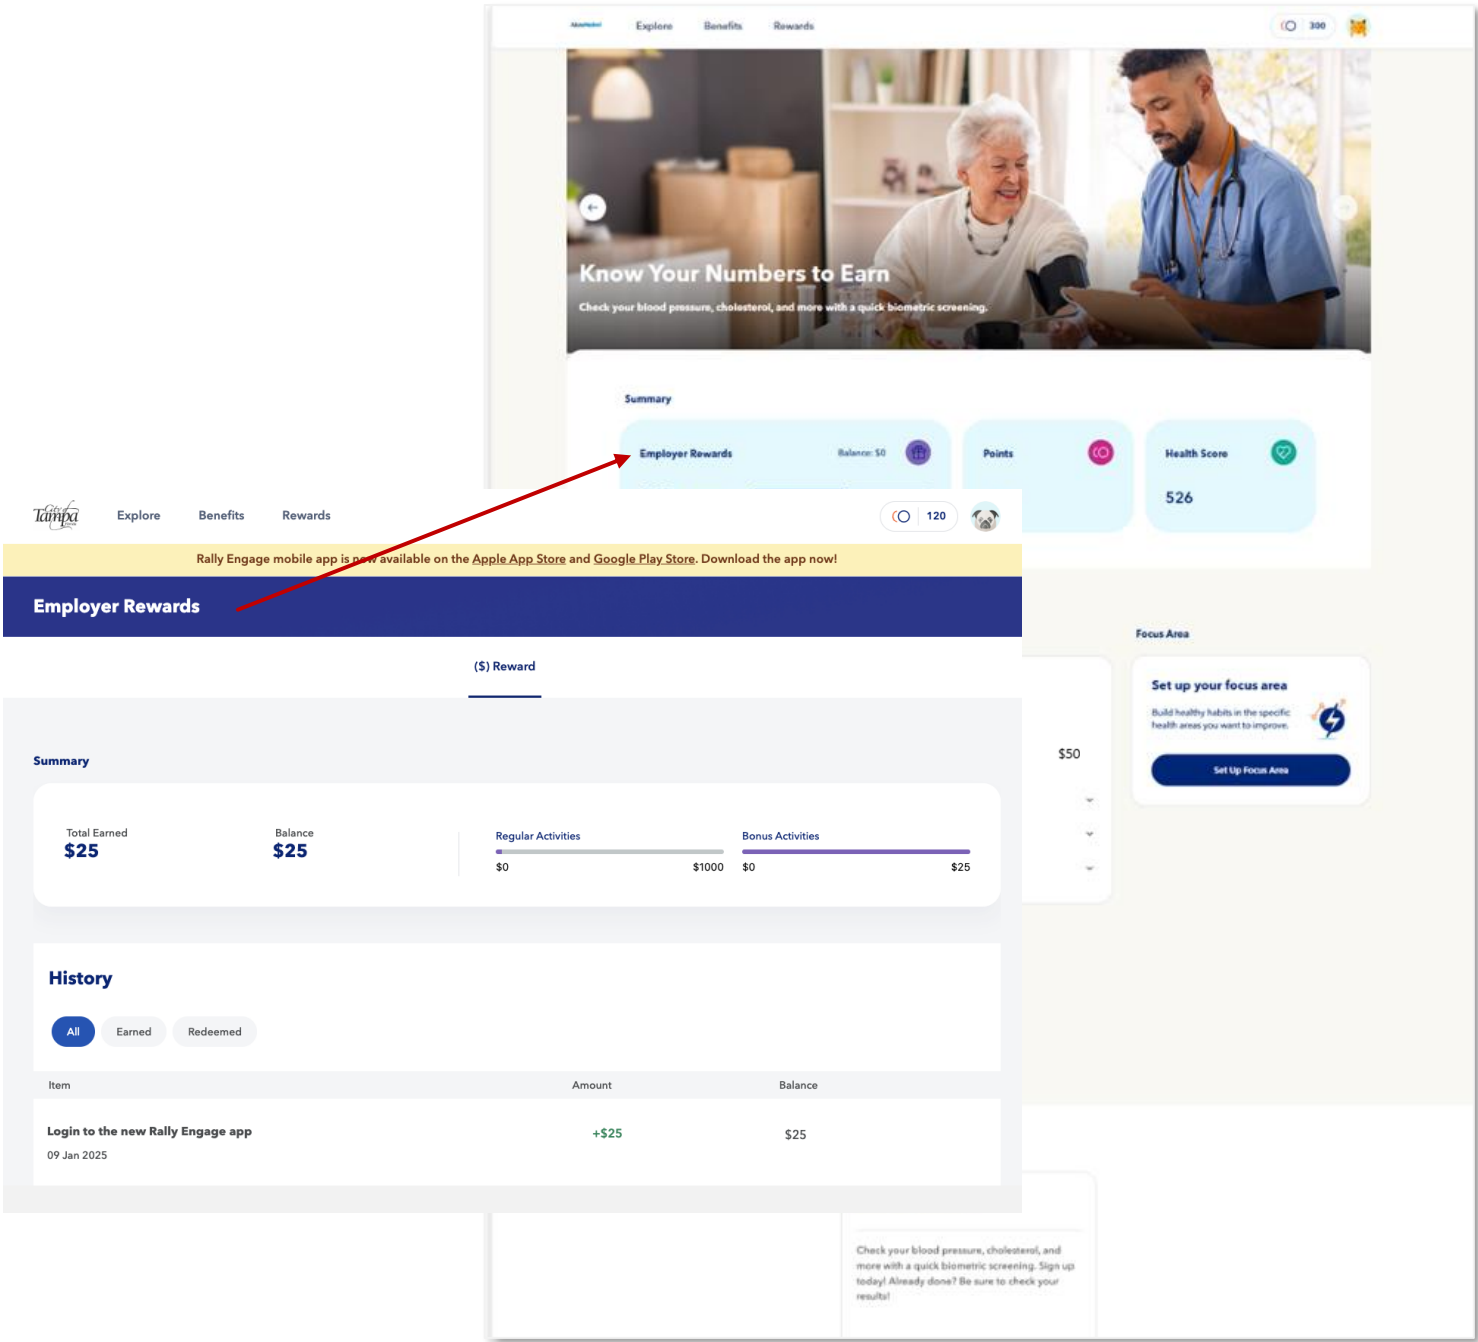 Explore Benefits Rewards
300
Know Your Numbers to Earn
Check your blood pressure, cholesterol, and more with a quick biometric screening.
Summary
Employer Rewards
Balance: $0
Points
Health Score
526
City of
Tampa
Explore Benefits Rewards
120
Rally Engage mobile app is now available on the Apple App Store and Google Play Store. Download the app now!
Employer Rewards
($) Reward
Summary
Total Earned
$25
Balance
$25
Regular Activities
$0 $1000
Bonus Activities
$0 $25
History
All Earned Redeemed
Item Amount Balance
Login to the new Rally Engage app +$25 $25
09 Jan 2025
Focus Area
Set up your focus area
Build healthy habits in the specific
health areas you want to improve.
Set Up Focus Area
$50
Check your blood pressure, cholesterol, and
more with a quick biometric screening. Sign up
today! Already done? Be sure to check your
results!